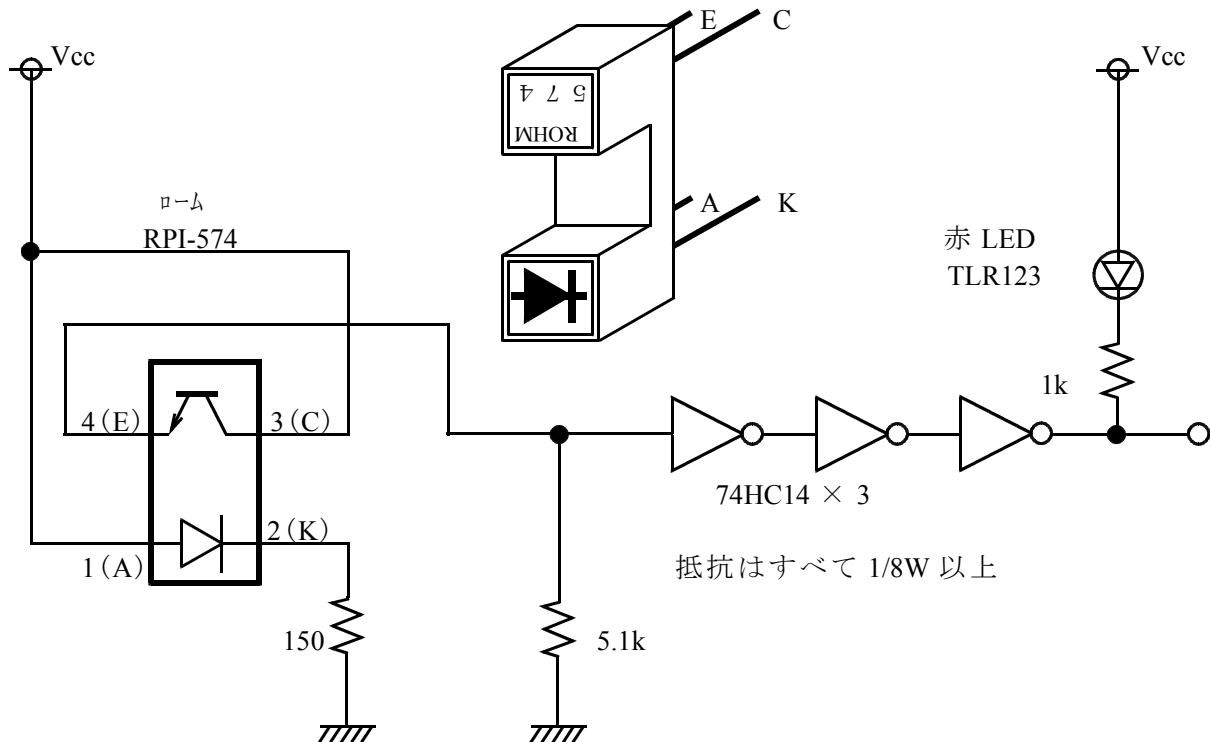 Vcc
E
C
5 7 4
ROHM
Vcc
A
K
ローム
RPI-574
赤 LED
TLR123
1k
4 (E)
3 (C)
74HC14 × 3
2 (K)
1 (A)
抵抗はすべて 1/8W 以上
150
5.1k